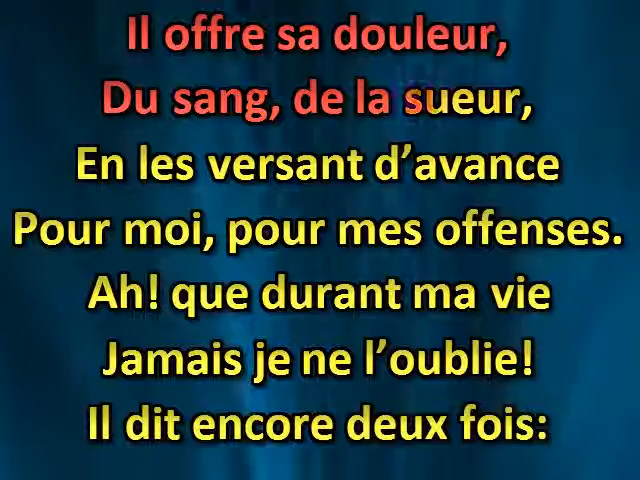 Il offre sa douleur,
Du sang, de la sueur,
En les versant d’avance
Pour moi, pour mes offenses.
Ah! que durant ma vie
Jamais je ne l’oublie!
Il dit encore deux fois: